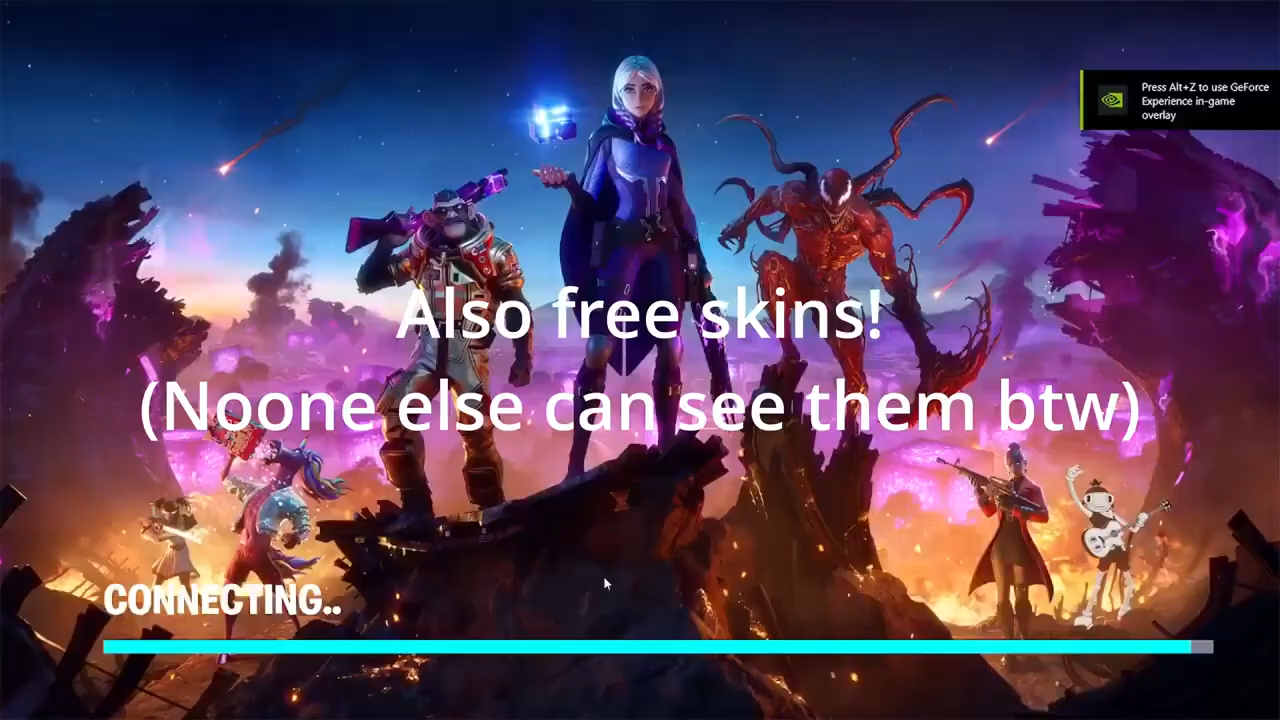 Press Alt+Z to use GeForce
Experience in-game
overlay
Also free skins!
(Noone else can see them btw)
CONNECTING..